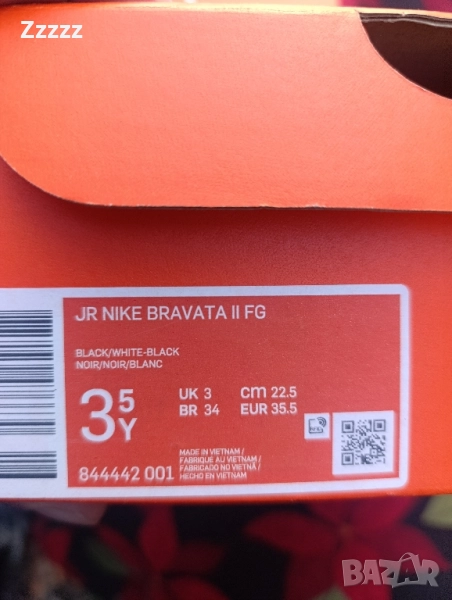 Zzzzz
JR NIKE BRAVATA II FG
BLACK/WHITE-BLACK
NOIR/NOIR/BLANC
3 5 Y
UK 3 cm 22.5
BR 34 EUR 35.5
844442 001
MADE IN VIETNAM /
FABRIQUE AU VIETNAM /
FABRICADO NO VIETNÃ /
HECHO EN VIETNAM
BAZAR